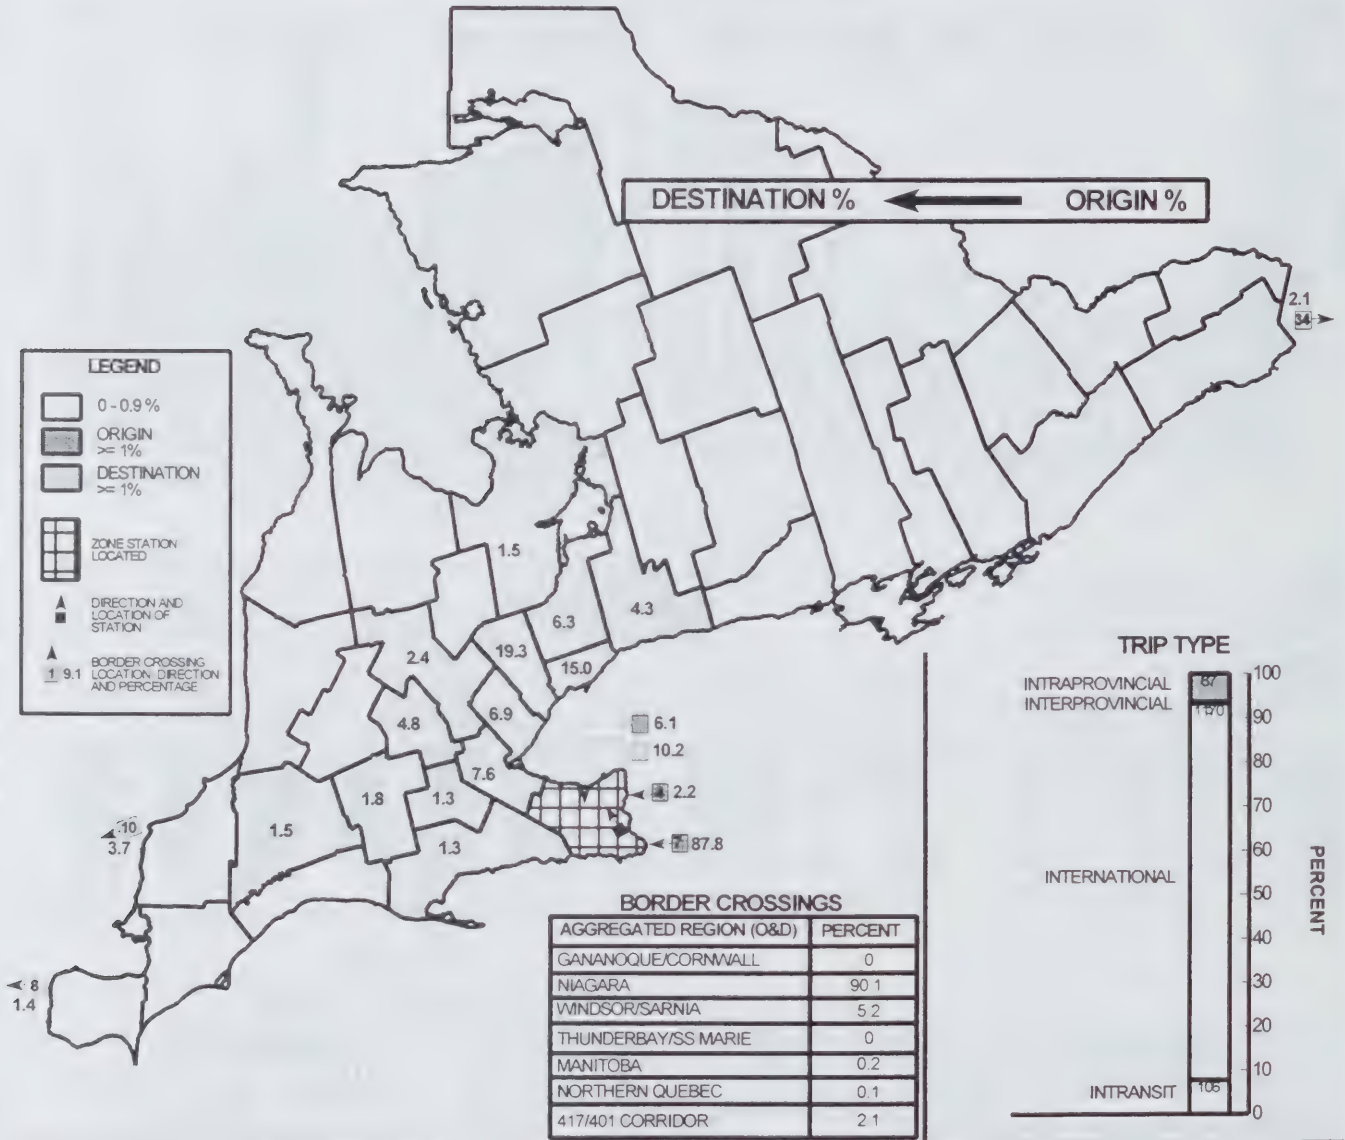 DESTINATION % ORIGIN %
2.1
34
LEGEND
0 - 0.9 %
ORIGIN
>= 1%
DESTINATION
>= 1%
ZONE STATION
LOCATED
DIRECTION AND
LOCATION OF
STATION
BORDER CROSSING
1 9.1 LOCATION, DIRECTION
AND PERCENTAGE
1.5
6.3
4.3
19.3
15.0
2.4
6.9
4.8
6.1
10.2
7.6
2.2
1.8
1.3
1.5
1.3
10
3.7
7 87.8
8
1.4
TRIP TYPE
INTRAPROVINCIAL
INTERPROVINCIAL
INTERNATIONAL
INTRANSIT
87
106
100
90
80
70
60
50
40
30
20
10
0
PERCENT
BORDER CROSSINGS
AGGREGATED REGION (O&D) PERCENT
GANANOQUE/CORNWALL 0
NIAGARA 90 1
WINDSOR/SARNIA 5 2
THUNDERBAY/SS MARIE 0
MANITOBA 0.2
NORTHERN QUEBEC 0.1
417/401 CORRIDOR 2 1